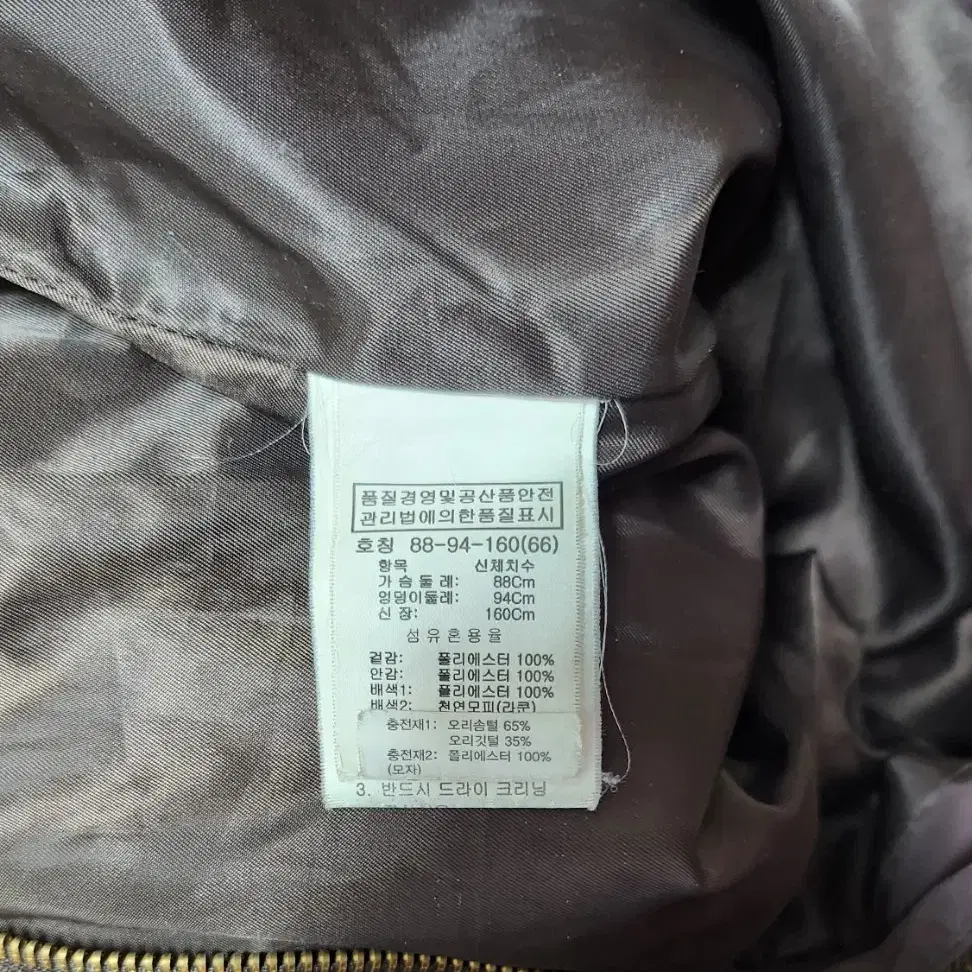 품질경영및공산품안전
관리법에의한품질표시
호칭 88-94-160(66)
항목 신체치수
가슴둘레: 88Cm
엉덩이둘레: 94Cm
신장: 160Cm
섬유혼용율
겉감: 폴리에스터 100%
안감: 폴리에스터 100%
배색1: 폴리에스터 100%
배색2: 천연모피(라쿤)
충전재1: 오리솜털 65%
오리깃털 35%
충전재2: 폴리에스터 100%
(모자)
3. 반드시 드라이 크리닝